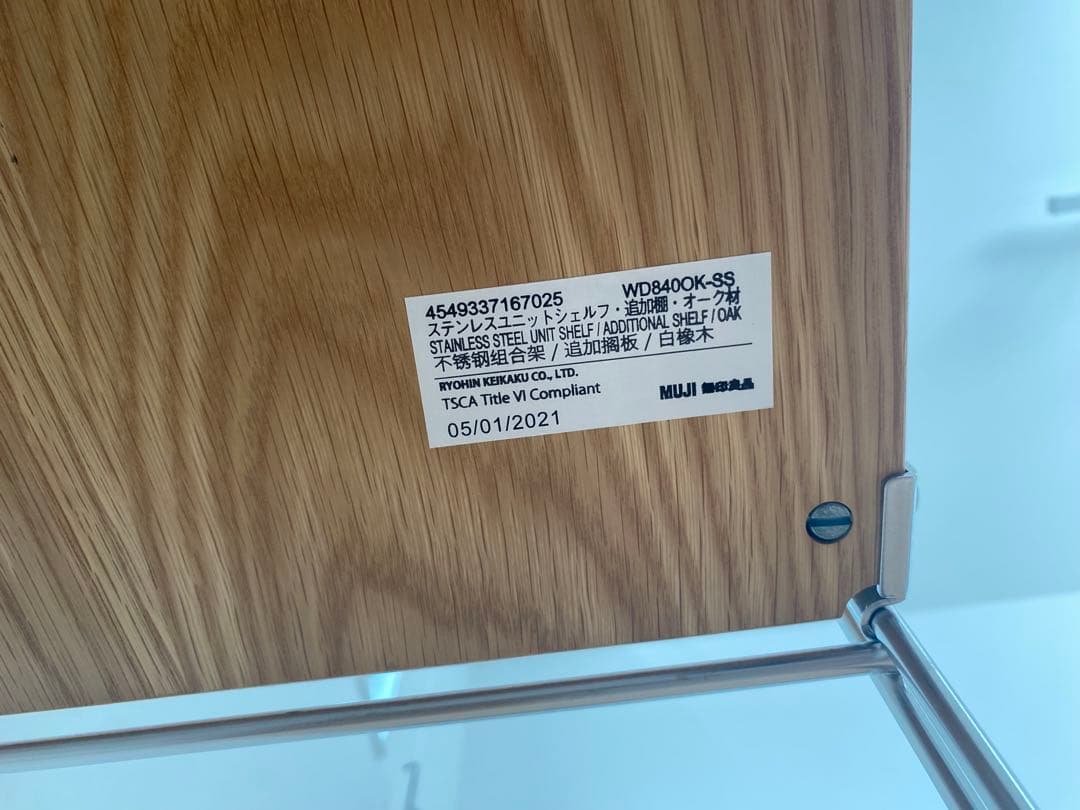 4549337167025 WD840OK-SS
ステンレスユニットシェルフ・追加棚・オーク材
STAINLESS STEEL UNIT SHELF / ADDITIONAL SHELF / OAK
不锈钢组合架 / 追加搁板 / 白橡木
RYOHIN KEIKAKU CO., LTD.
TSCA Title VI Compliant MUJI 無印良品
05/01/2021